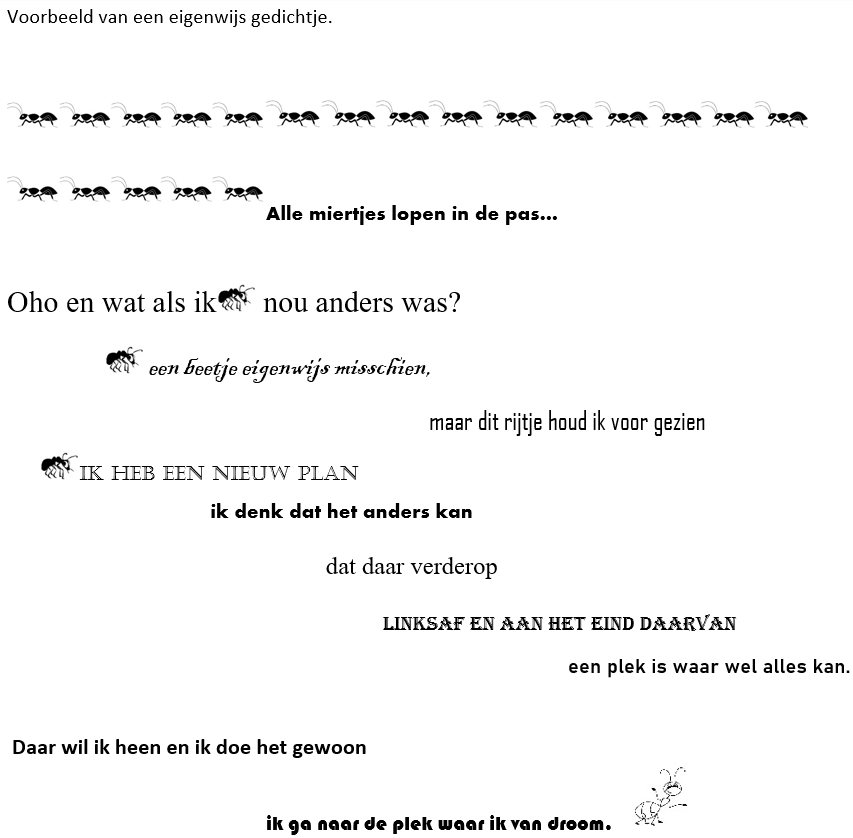 Voorbeeld van een eigenwijs gedichtje.
Alle miertjes lopen in de pas...
Oho en wat als ik nou anders was?
een beetje eigenwijs misschien,
maar dit rijtje houd ik voor gezien
IK HEB EEN NIEUW PLAN
ik denk dat het anders kan
dat daar verderop
LINKSAF EN AAN HET EIND DAARVAN
een plek is waar wel alles kan.
Daar wil ik heen en ik doe het gewoon
ik ga naar de plek waar ik van droom.